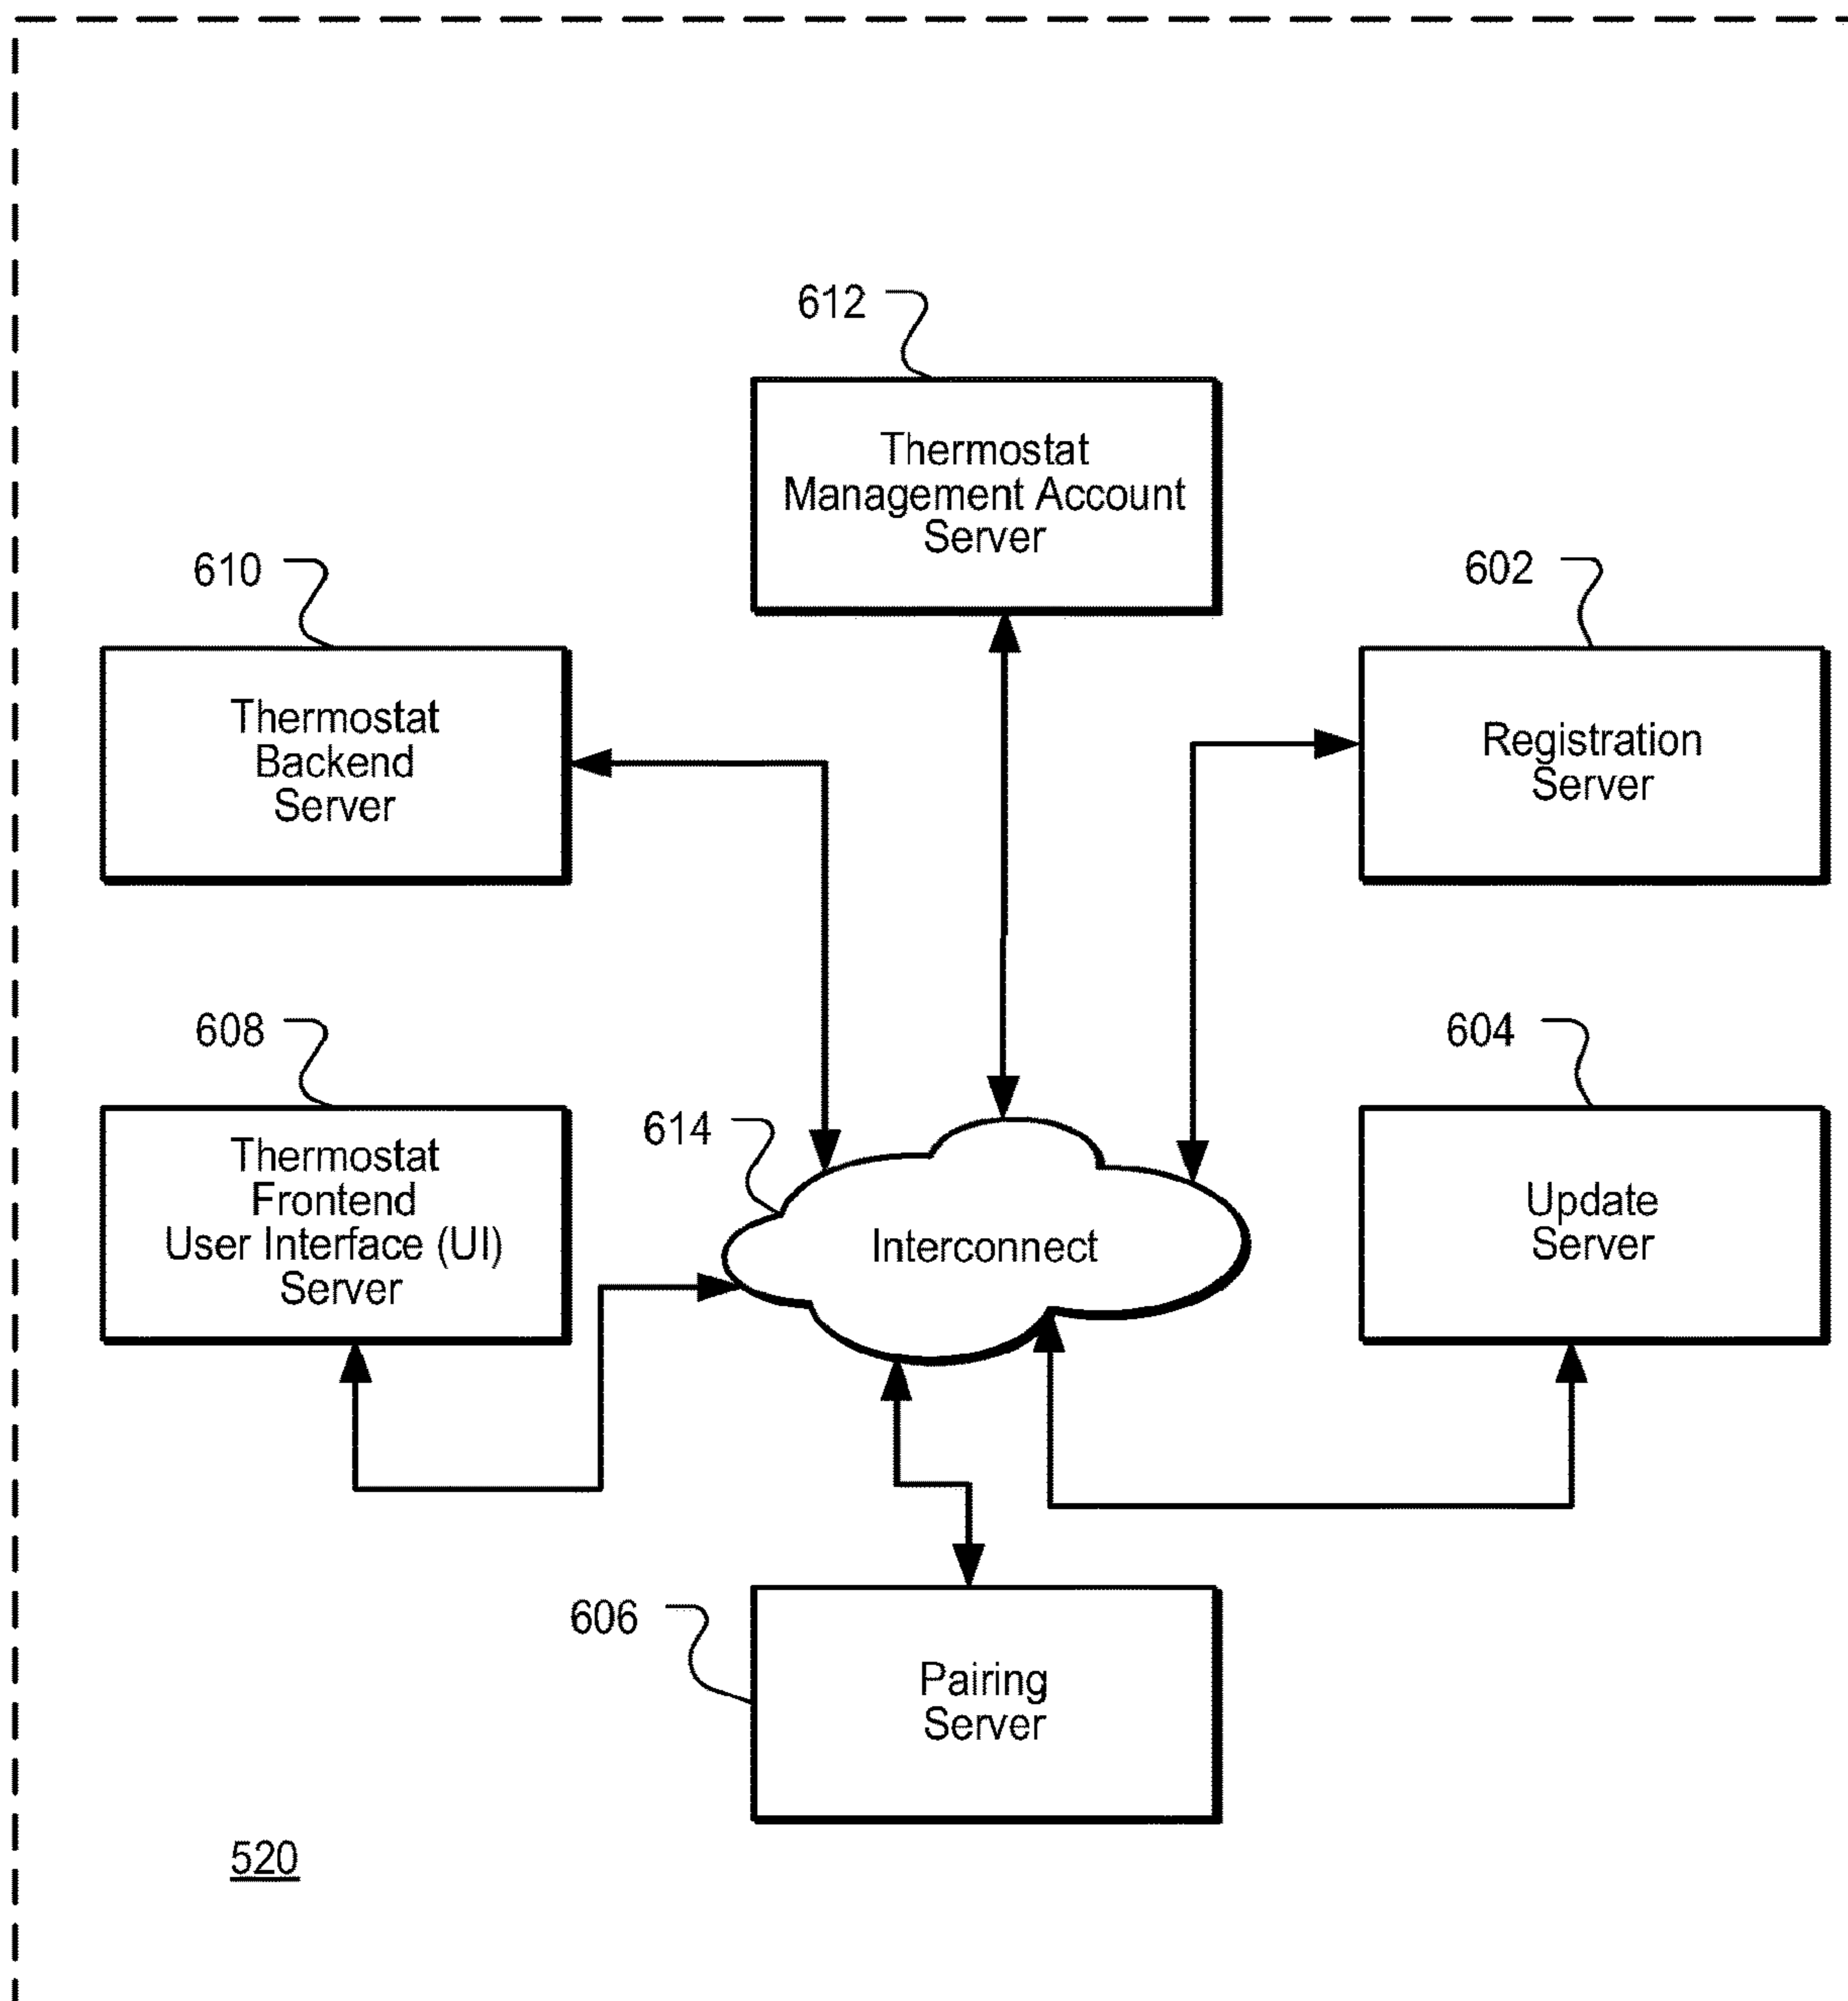 612
Thermostat
Management Account
Server
610
Thermostat
Backend
Server
602
Registration
Server
608
Thermostat
Frontend
User Interface (UI)
Server
614
Interconnect
604
Update
Server
606
Pairing
Server
520